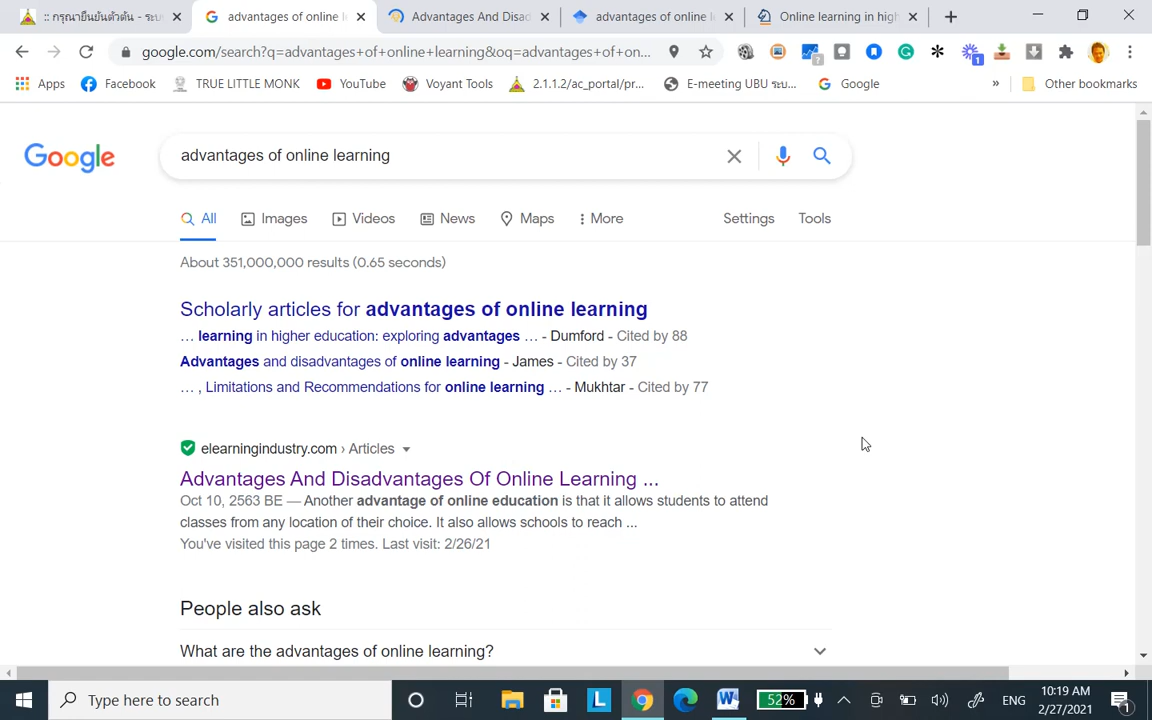 :: กรุณายืนยันตัวตน - ระบ
advantages of online l
Advantages And Disad
advantages of online le
Online learning in high
google.com/search?q=advantages+of+online+learning&oq=advantages+of+on...
Apps
Facebook
TRUE LITTLE MONK
YouTube
Voyant Tools
2.1.1.2/ac_portal/pr...
E-meeting UBU ระบ...
Google
»
Other bookmarks
Google
advantages of online learning
All
Images
Videos
News
Maps
More
Settings
Tools
About 351,000,000 results (0.65 seconds)
Scholarly articles for advantages of online learning
... learning in higher education: exploring advantages ... - Dumford - Cited by 88
Advantages and disadvantages of online learning - James - Cited by 37
... , Limitations and Recommendations for online learning ... - Mukhtar - Cited by 77
elearningindustry.com › Articles
Advantages And Disadvantages Of Online Learning ...
Oct 10, 2563 BE — Another advantage of online education is that it allows students to attend
classes from any location of their choice. It also allows schools to reach ...
You've visited this page 2 times. Last visit: 2/26/21
People also ask
What are the advantages of online learning?
Type here to search
L
W
52%
ENG
10:19 AM
2/27/2021
1